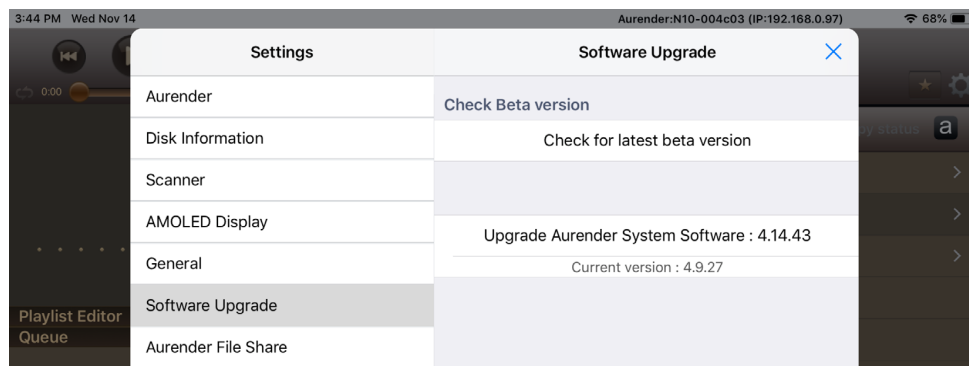 3:44 PM Wed Nov 14
Aurender:N10-004c03 (IP:192.168.0.97)
68%
Settings
Software Upgrade
0:00
Aurender
Disk Information
Scanner
AMOLED Display
General
Software Upgrade
Aurender File Share
Check Beta version
Check for latest beta version
Upgrade Aurender System Software : 4.14.43
Current version : 4.9.27
py status
a
Playlist Editor
Queue